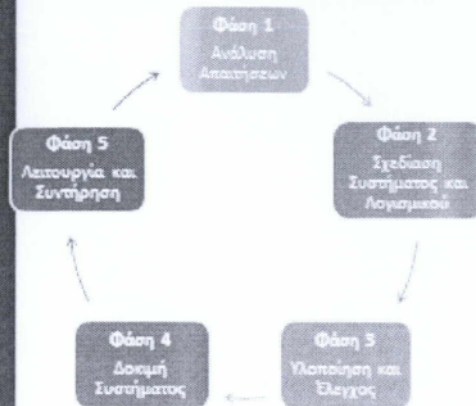 Φάση 1
Ανάλυση
Απαιτήσεων
Φάση 2
Σχεδίαση
Συστήματος και
Λογισμικού
Φάση 3
Υλοποίηση και
Έλεγχος
Φάση 4
Δοκιμή
Συστήματος
Φάση 5
Λειτουργία και
Συντήρηση